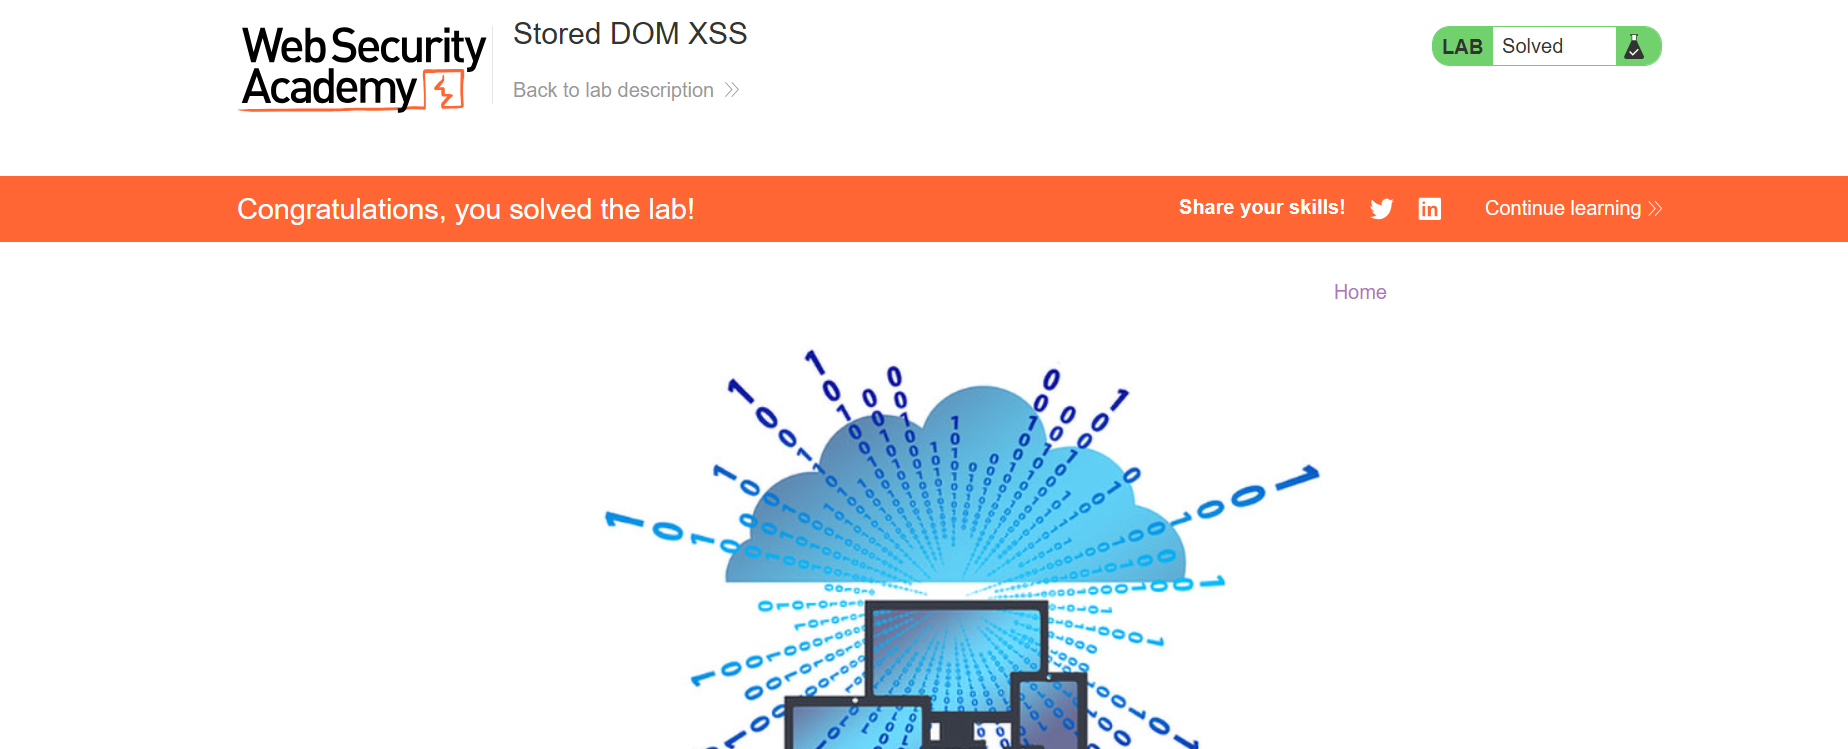 Web Security
Academy
Stored DOM XSS
Back to lab description
LAB Solved
Congratulations, you solved the lab!
Share your skills!
Continue learning
Home